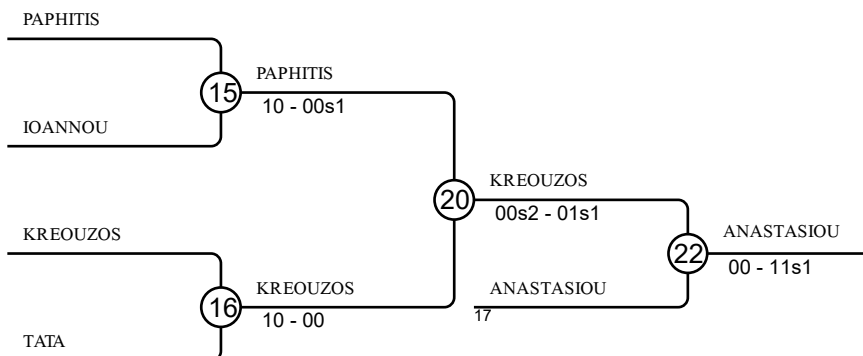 PAPHITIS
15
PAPHITIS
10 - 00s1
IOANNOU
20
KREOUZOS
00s2 - 01s1
KREOUZOS
16
KREOUZOS
10 - 00
TATA
ANASTASIOU
17
22
ANASTASIOU
00 - 11s1